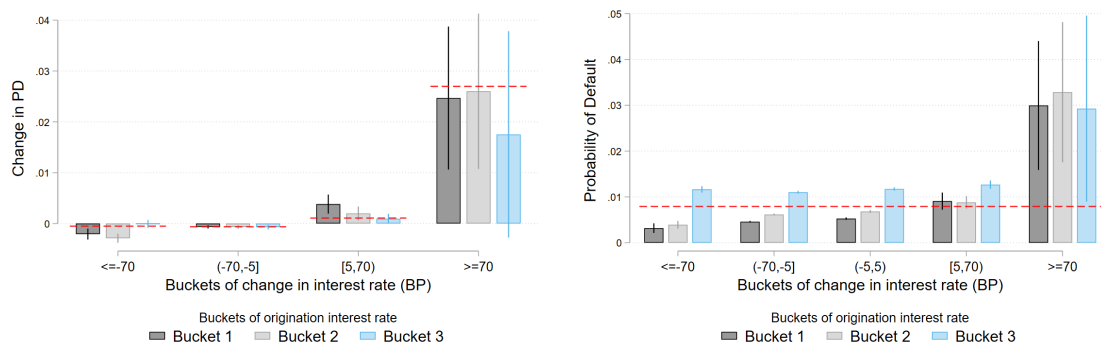 Change in PD
.04
.03
.02
.01
0
<=-70 (-70,-5] [5,70) >=70
Buckets of change in interest rate (BP)
Buckets of origination interest rate
Bucket 1 Bucket 2 Bucket 3
Probability of Default
.05
.04
.03
.02
.01
0
<=-70 (-70,-5] (-5,5) [5,70) >=70
Buckets of change in interest rate (BP)
Buckets of origination interest rate
Bucket 1 Bucket 2 Bucket 3